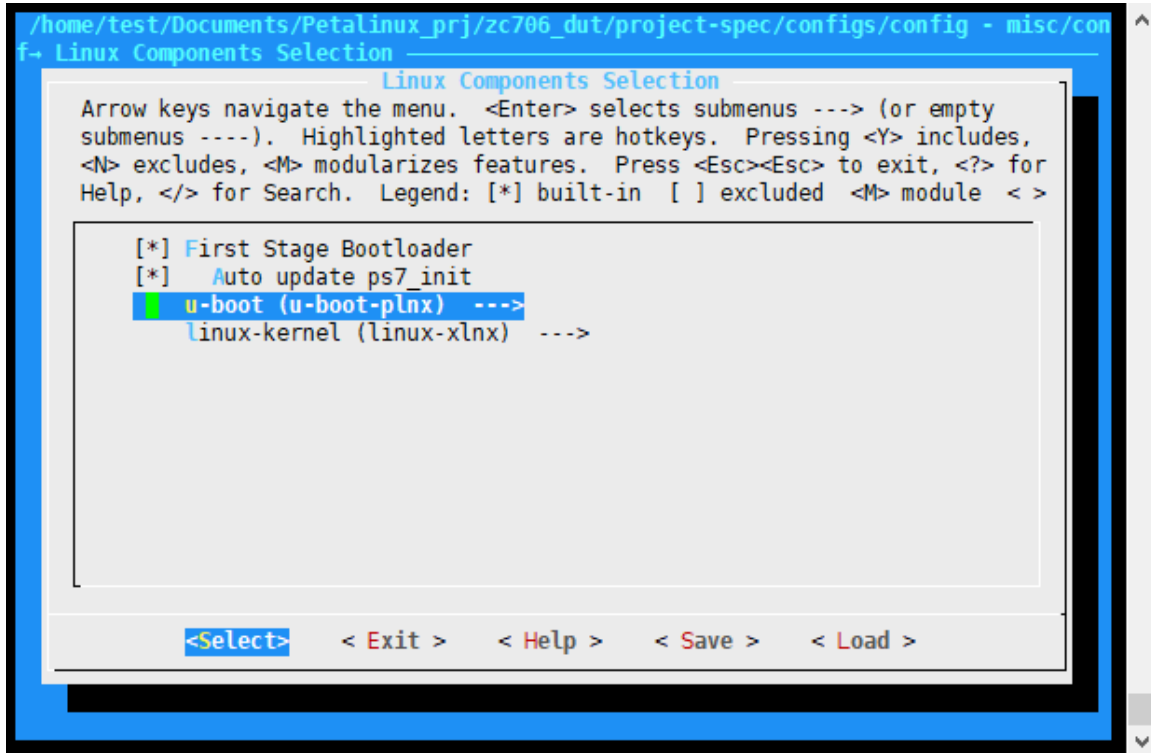 /home/test/Documents/Petalinux_prj/zc706_dut/project-spec/configs/config - misc/con
f→ Linux Components Selection
Linux Components Selection
Arrow keys navigate the menu.  <Enter> selects submenus ---> (or empty
submenus ----).  Highlighted letters are hotkeys.  Pressing <Y> includes,
<N> excludes, <M> modularizes features.  Press <Esc><Esc> to exit, <?> for
Help, </> for Search.  Legend: [*] built-in  [ ] excluded  <M> module  < >
[*] First Stage Bootloader
[*]   Auto update ps7_init
u-boot (u-boot-plnx)  --->
linux-kernel (linux-xlnx)  --->
<Select>    < Exit >    < Help >    < Save >    < Load >